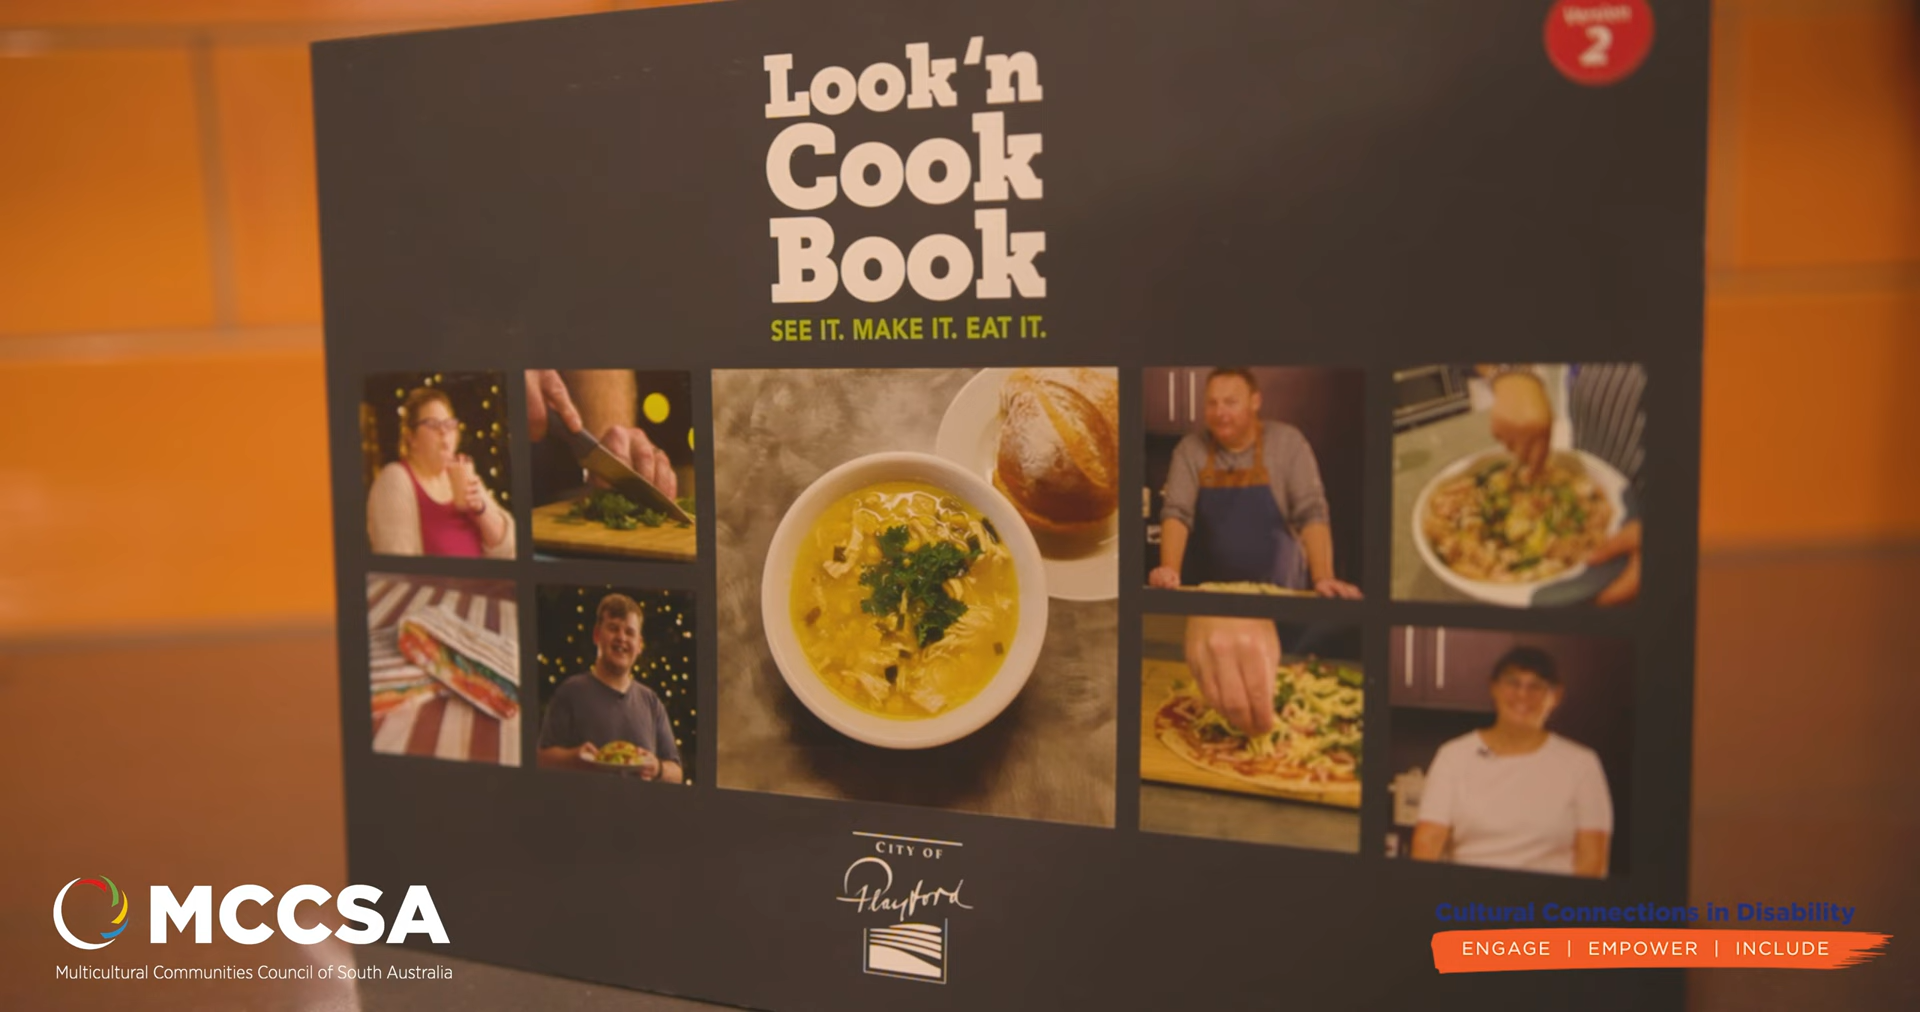 Version
2
Look‘n
Cook
Book
SEE IT. MAKE IT. EAT IT.
CITY OF
Playford
MCCSA
Multicultural Communities Council of South Australia
Cultural Connections in Disability
ENGAGE | EMPOWER | INCLUDE